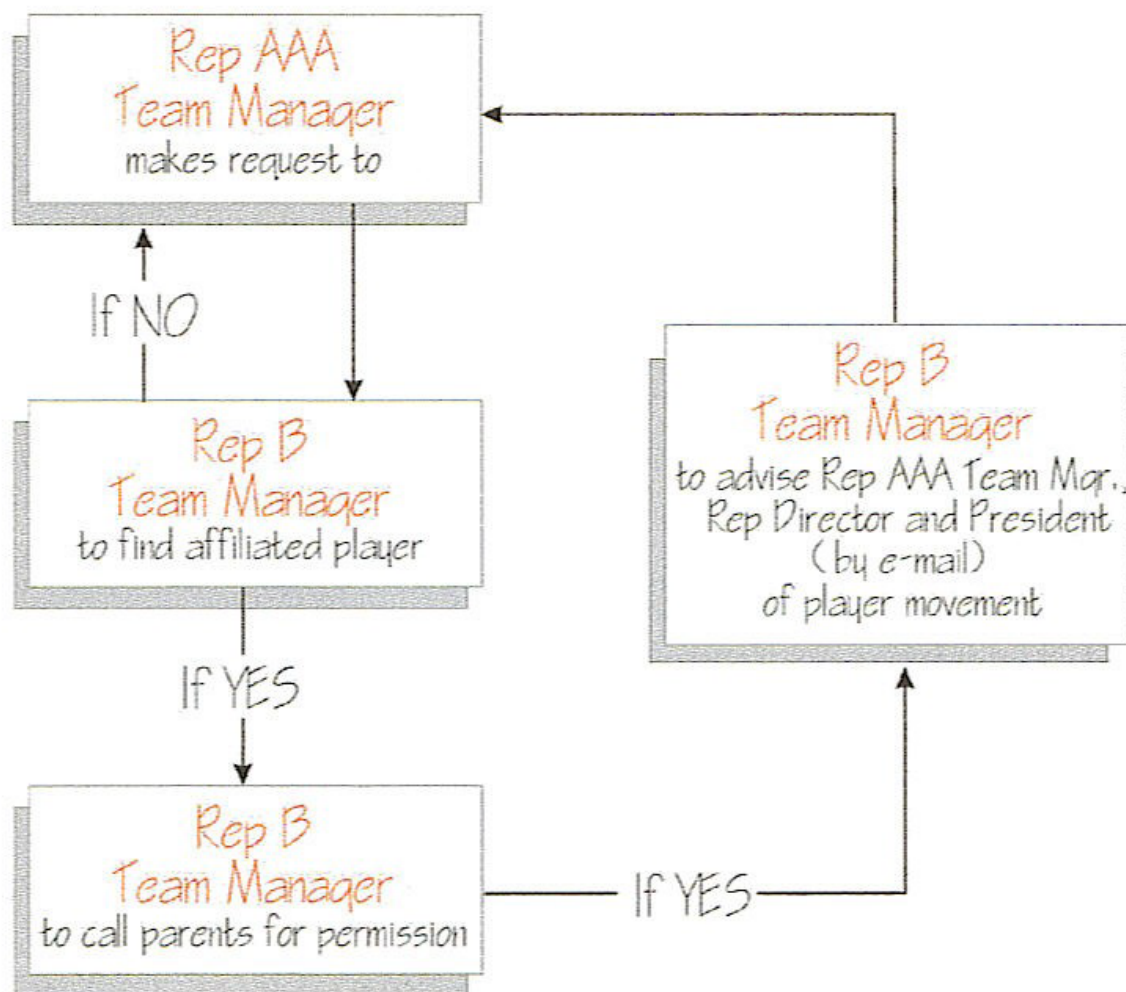 Rep AAA
Team Manager
makes request to
If NO
Rep B
Team Manager
to find affiliated player
If YES
Rep B
Team Manager
to call parents for permission
If YES
Rep B
Team Manager
to advise Rep AAA Team Mgr.,
Rep Director and President
(by e-mail)
of player movement